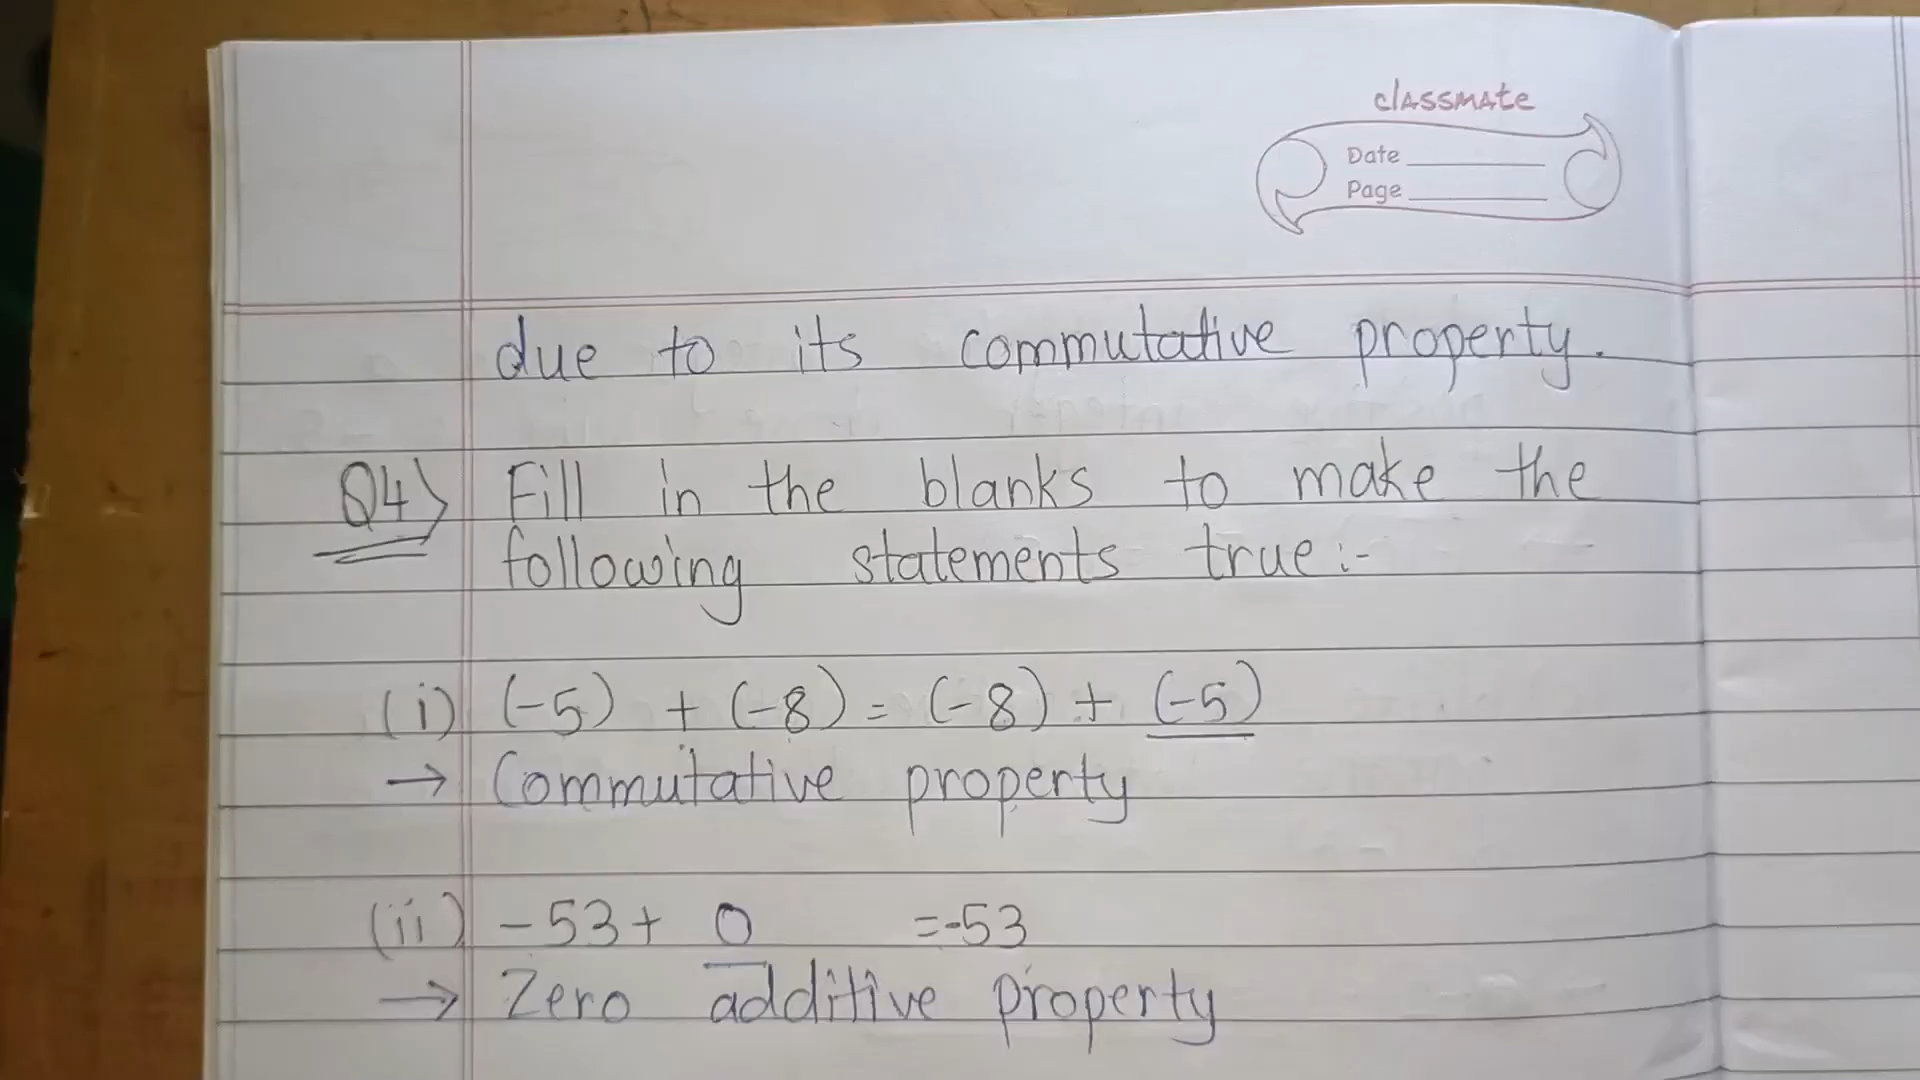 classmate
Date
Page
due to its commutative property.
Q4) Fill in the blanks to make the
following statements true:-
(i) (-5) + (-8) = (-8) + (-5)
→ Commutative property
(ii) -53 + 0 = -53
→ Zero additive property